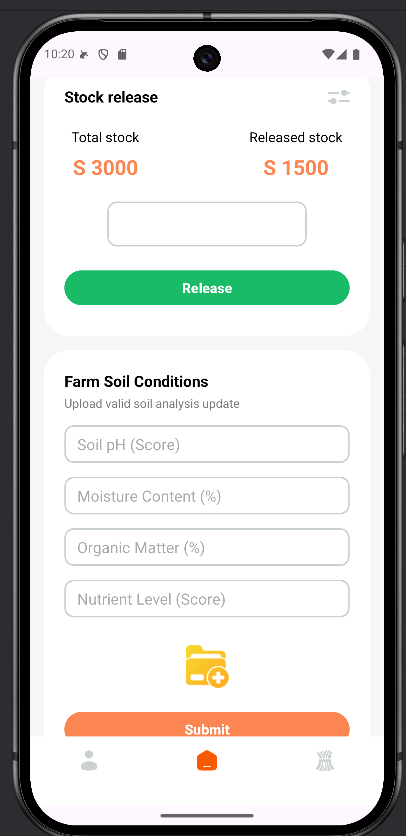 10:20
Stock release
Total stock
Released stock
S 3000
S 1500
Release
Farm Soil Conditions
Upload valid soil analysis update
Soil pH (Score)
Moisture Content (%)
Organic Matter (%)
Nutrient Level (Score)
Submit